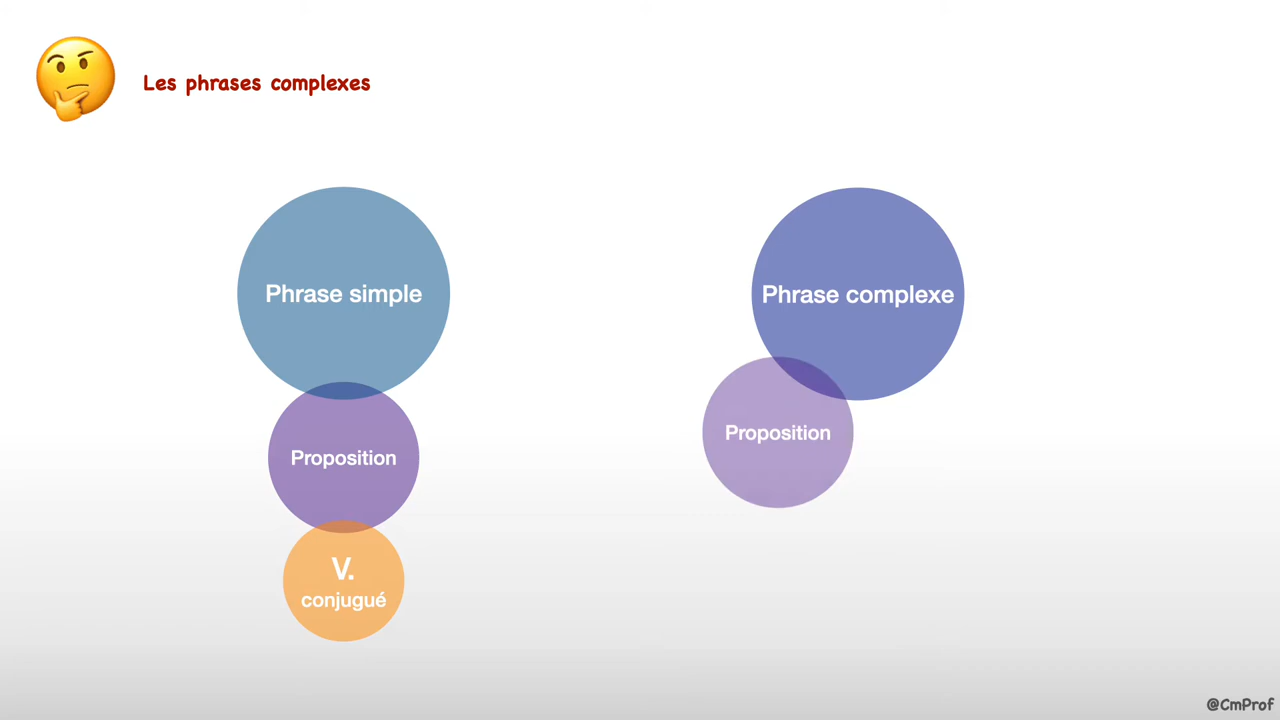 Les phrases complexes
Phrase simple
Proposition
V.
conjugué
Phrase complexe
Proposition
@CmProf